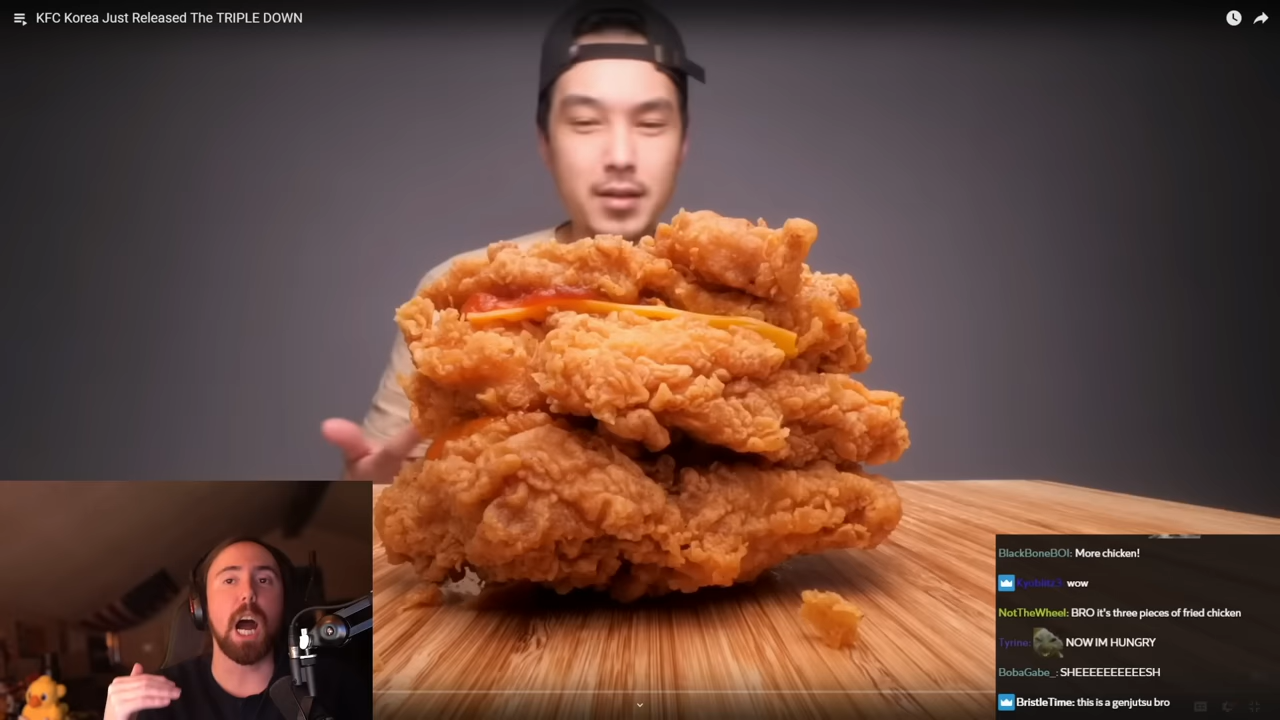 KFC Korea Just Released The TRIPLE DOWN
BlackBoneBOI: More chicken!
wow
NotTheWheel: BRO it's three pieces of fried chicken
Tyrine: NOW IM HUNGRY
BobaGabe_: SHEEEEEEEEEESH
BristleTime: this is a genjutsu bro